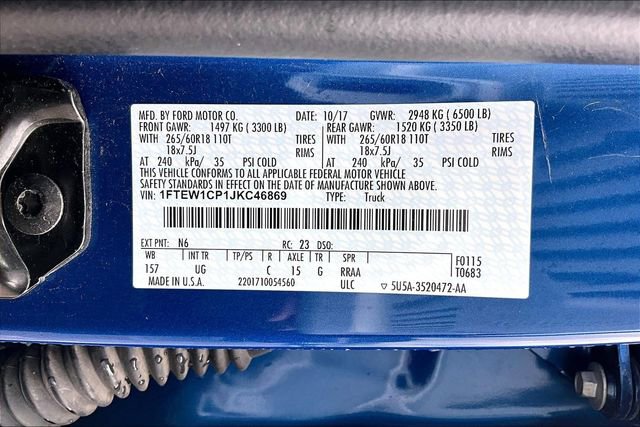 MFD. BY FORD MOTOR CO. DATE: 10/17 GVWR: 2948 KG ( 6500 LB)
FRONT GAWR: 1497 KG ( 3300 LB) REAR GAWR: 1520 KG ( 3350 LB)
WITH 265/60R18 110T TIRES WITH 265/60R18 110T TIRES
18x7.5J RIMS 18x7.5J RIMS
AT 240 kPa/ 35 PSI COLD AT 240 kPa/ 35 PSI COLD
THIS VEHICLE CONFORMS TO ALL APPLICABLE FEDERAL MOTOR VEHICLE
SAFETY STANDARDS IN EFFECT ON THE DATE OF MANUFACTURE SHOWN ABOVE.
VIN: 1FTEW1CP1JKC46869 TYPE: Truck
EXT PNT: N6 RC: 23 DSO: F0115
WB INT TR TP/PS R AXLE TR SPR T0683
157 UG C 15 G RRAA
MADE IN U.S.A. 2201710054560 ULC ▽ 5U5A-3520472-AA